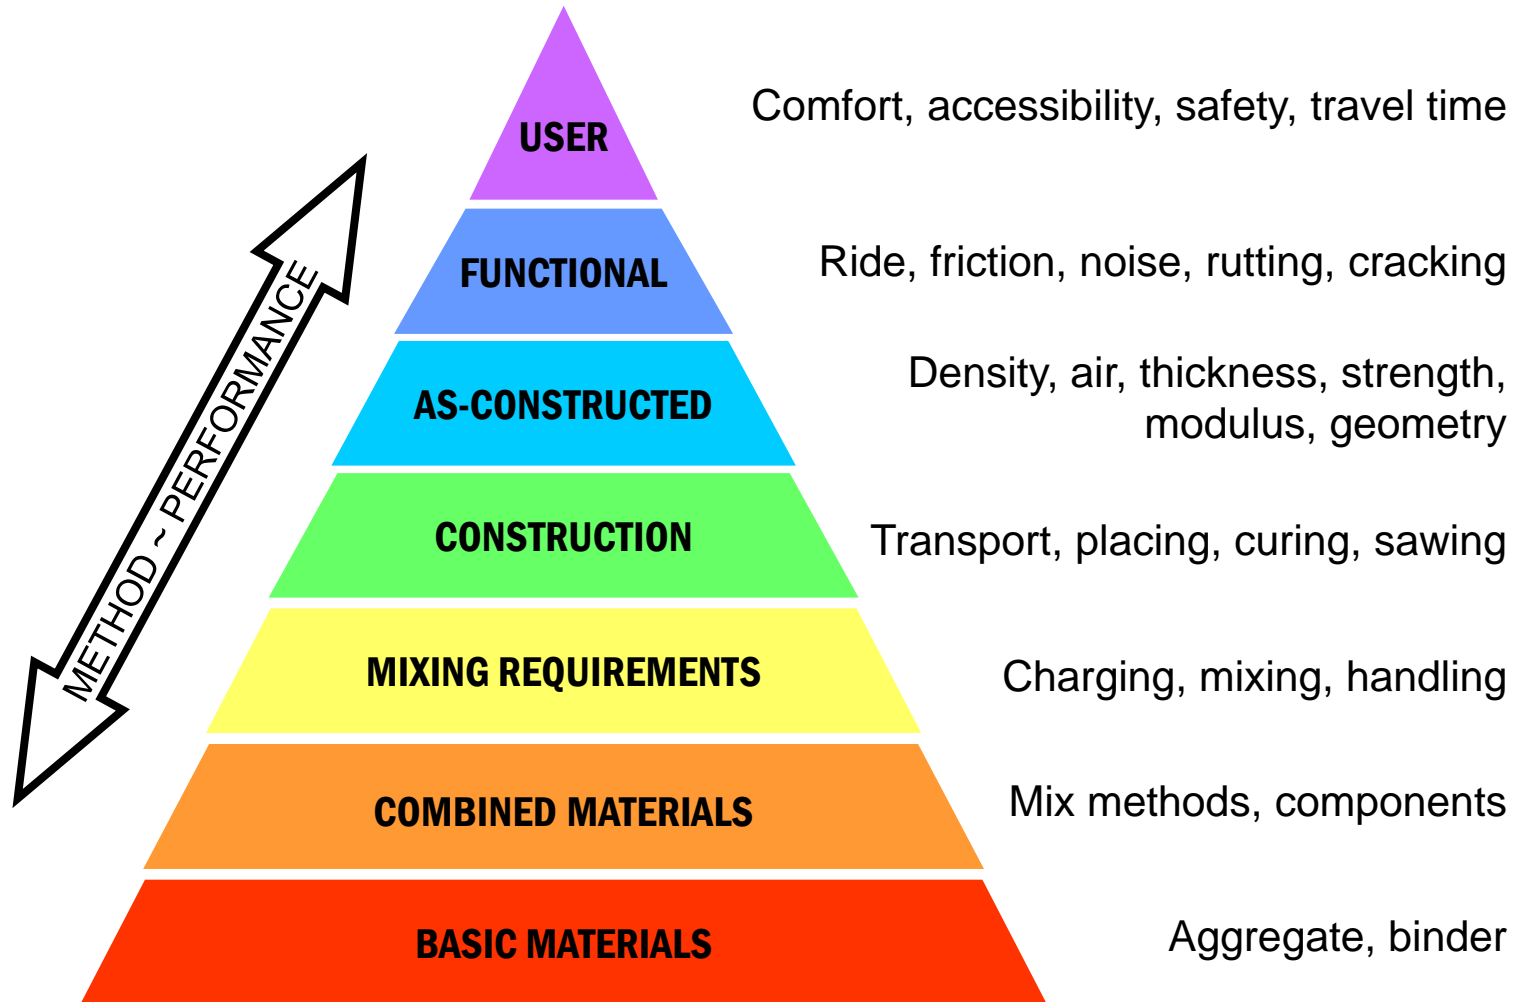 USER
Comfort, accessibility, safety, travel time
FUNCTIONAL
Ride, friction, noise, rutting, cracking
AS-CONSTRUCTED
Density, air, thickness, strength,
modulus, geometry
CONSTRUCTION
Transport, placing, curing, sawing
MIXING REQUIREMENTS
Charging, mixing, handling
COMBINED MATERIALS
Mix methods, components
BASIC MATERIALS
Aggregate, binder
METHOD ~ PERFORMANCE